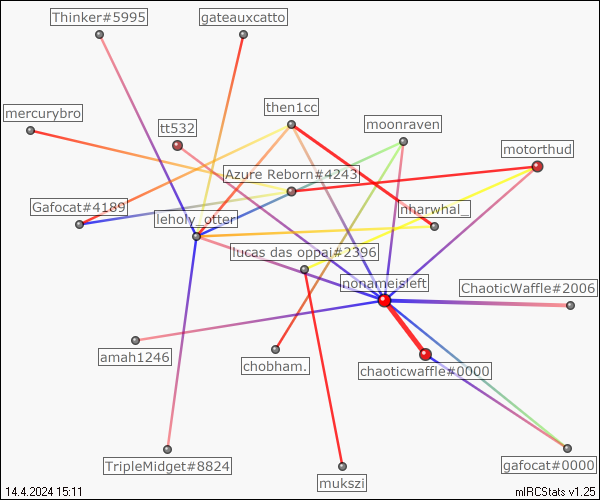 Thinker#5995
gateauxcatto
mercurybro
then1cc
tt532
moonraven
motorthud
Azure Reborn#4243
Gafocat#4189
leholy_otter
marwhal_
lucas das oppai#2396
nonameisleft
ChaoticWaffle#2006
amah1246
chobham.
chaoticwaffle#0000
TripleMidget#8824
mukszi
gafocat#0000
14.4.2024 15:11
mIRCStats v1.25